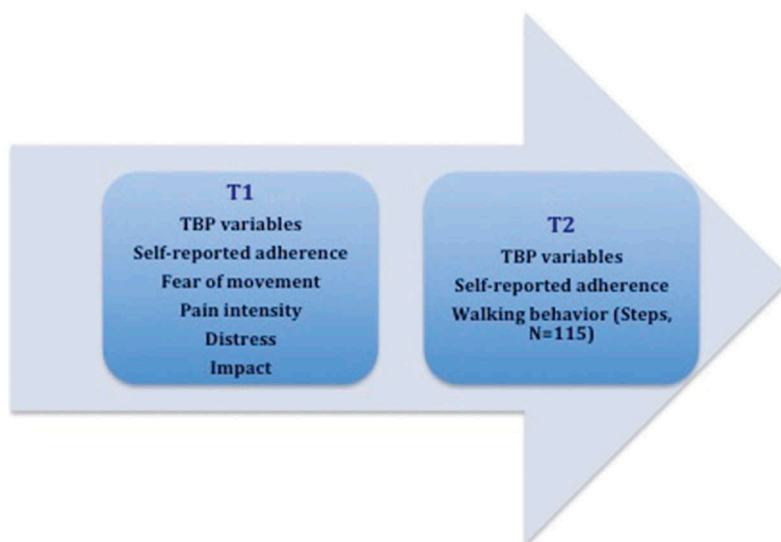 T1
TBP variables
Self-reported adherence
Fear of movement
Pain intensity
Distress
Impact
T2
TBP variables
Self-reported adherence
Walking behavior (Steps,
N=115)